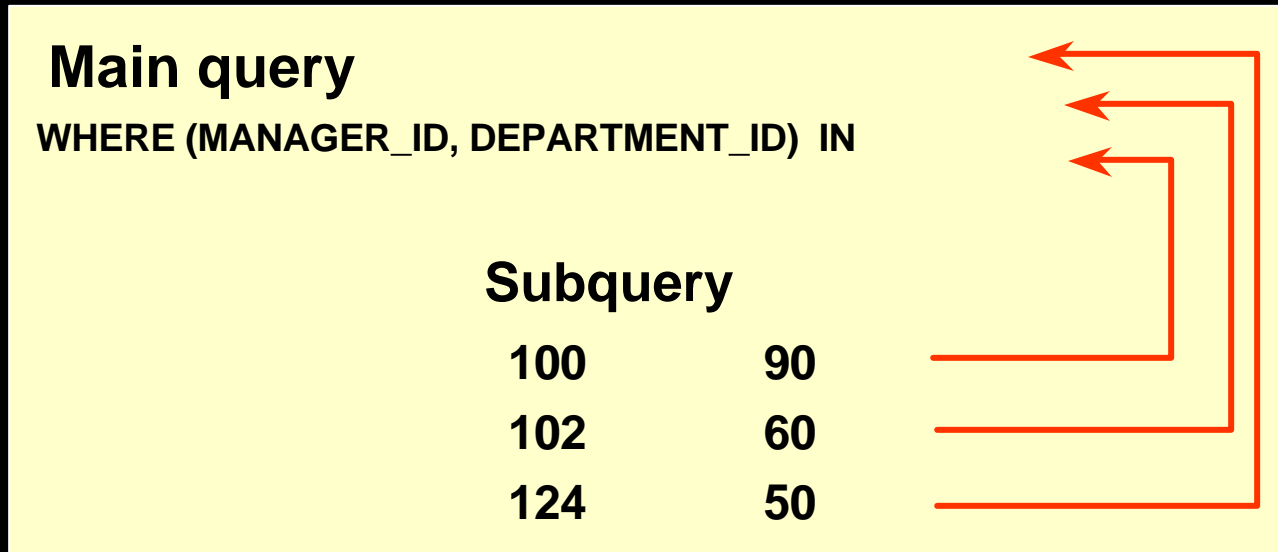 Main query
WHERE (MANAGER_ID, DEPARTMENT_ID) IN
Subquery
100 90
102 60
124 50